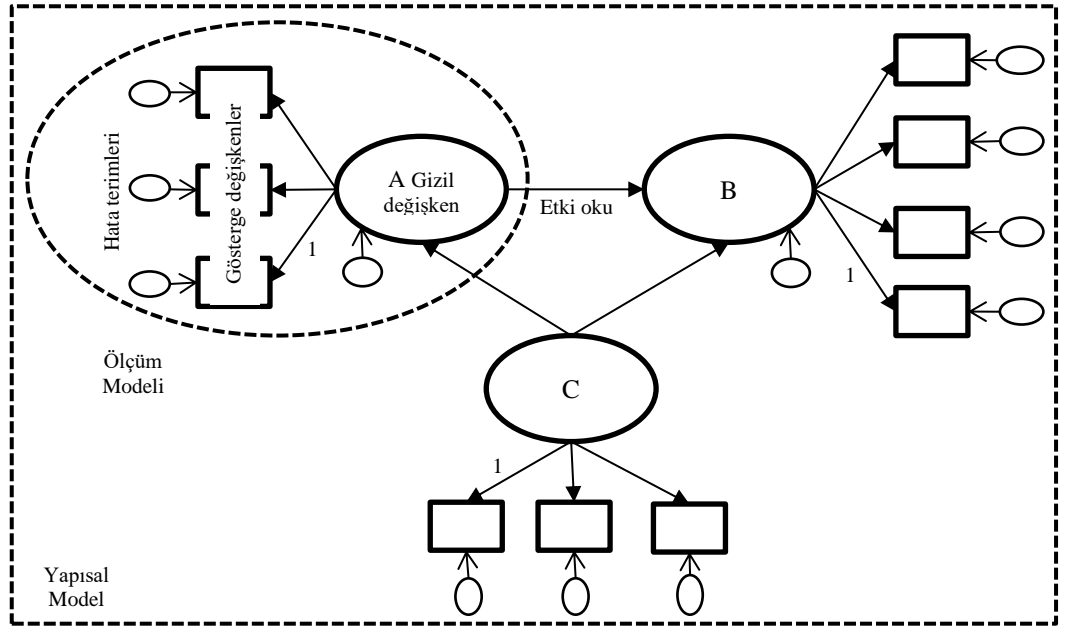 Hata terimleri
Gösterge değişkenler
1
A Gizil
değişken
Etki oku
B
1
Ölçüm
Modeli
C
1
Yapısal
Model